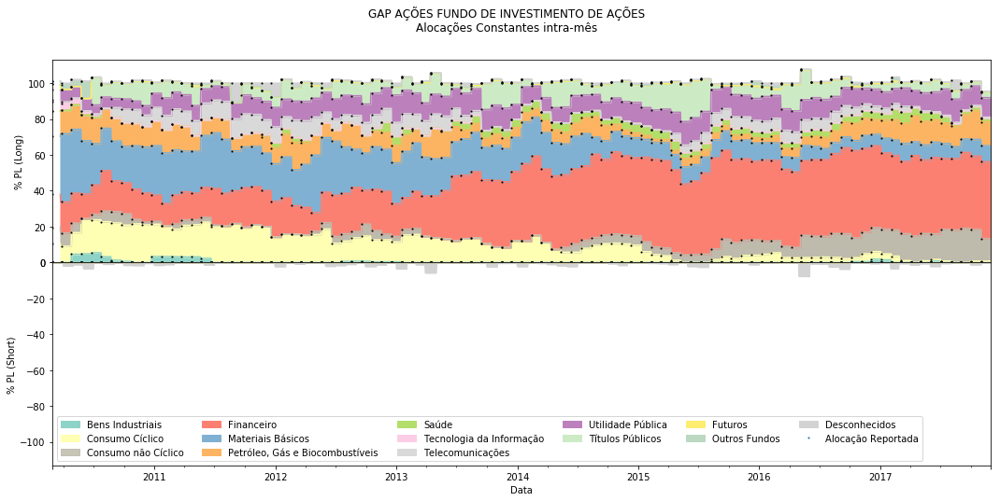 GAP AÇÕES FUNDO DE INVESTIMENTO DE AÇÕES
Alocações Constantes intra-mês
% PL (Long)
100
80
60
40
20
0
% PL (Short)
0
−20
−40
−60
−80
−100
Bens Industriais
Consumo Cíclico
Consumo não Cíclico
Financeiro
Materiais Básicos
Petróleo, Gás e Biocombustíveis
Saúde
Tecnologia da Informação
Telecomunicações
Utilidade Pública
Títulos Públicos
Futuros
Outros Fundos
Desconhecidos
Alocação Reportada
2011 2012 2013 2014 2015 2016 2017
Data